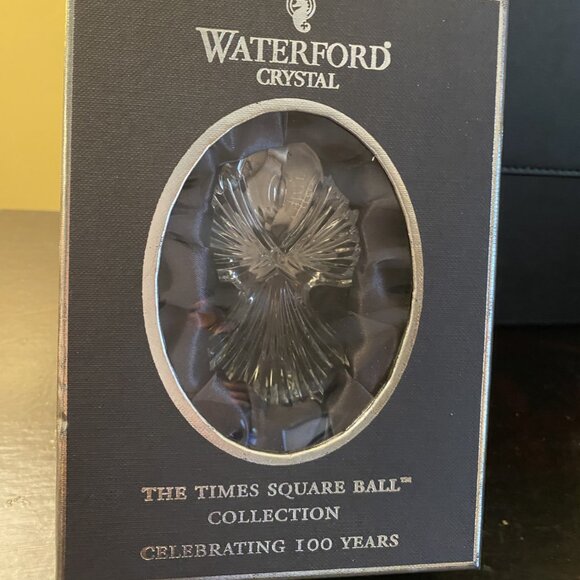 WATERFORD®
CRYSTAL
THE TIMES SQUARE BALL™
COLLECTION
CELEBRATING 100 YEARS